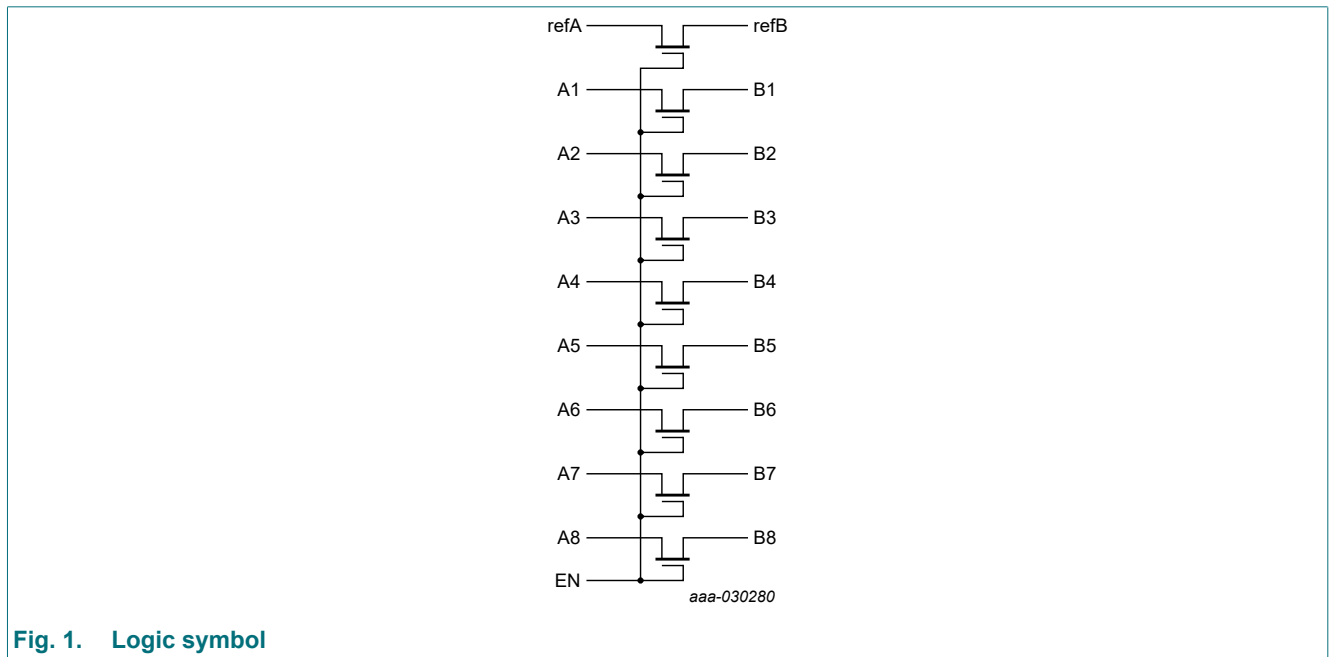 refA refB
A1 B1
A2 B2
A3 B3
A4 B4
A5 B5
A6 B6
A7 B7
A8 B8
EN
aaa-030280
Fig. 1. Logic symbol